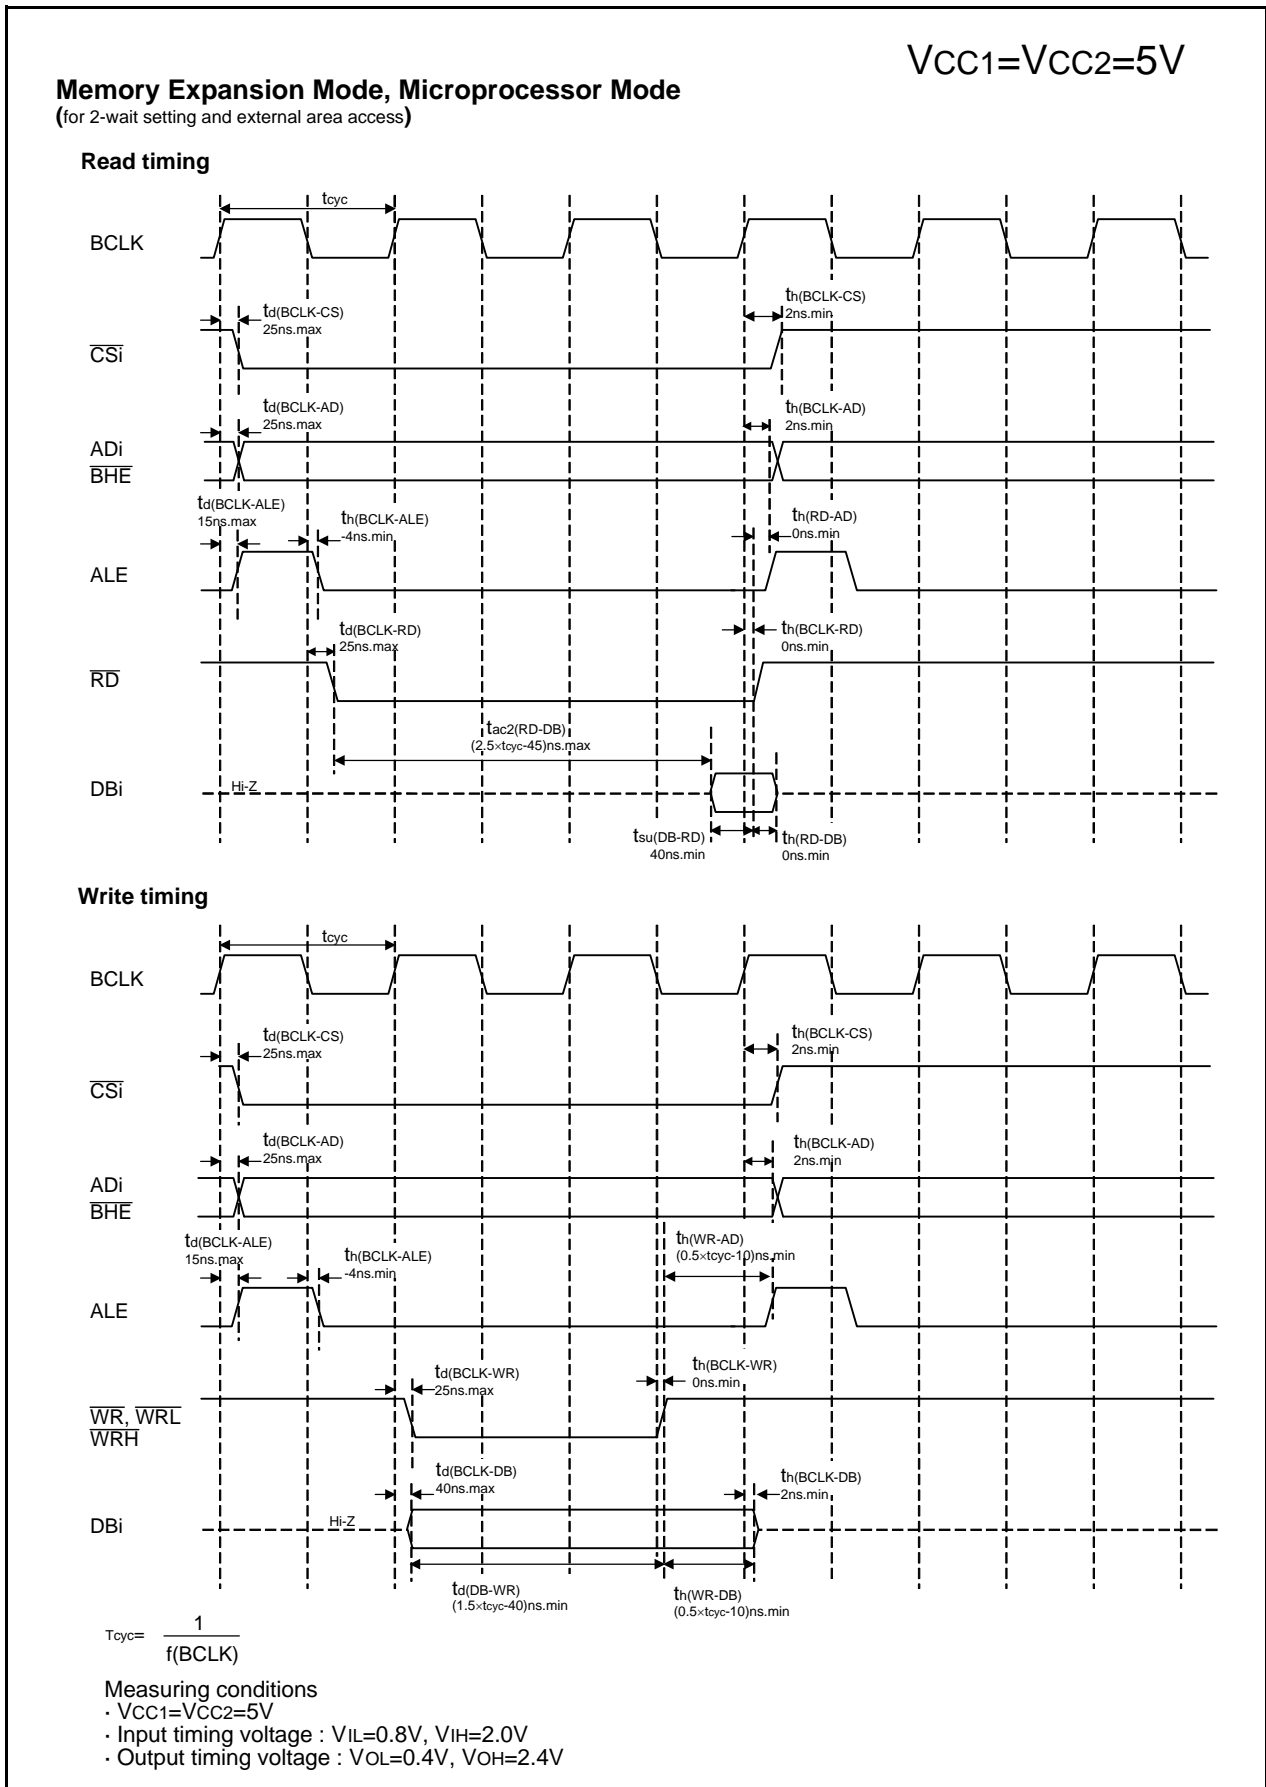 VCC1=VCC2=5V
Memory Expansion Mode, Microprocessor Mode
(for 2-wait setting and external area access)
Read timing
tcyc
BCLK
td(BCLK-CS)
25ns.max
th(BCLK-CS)
2ns.min
CSi
td(BCLK-AD)
25ns.max
th(BCLK-AD)
2ns.min
ADi
BHE
td(BCLK-ALE)
15ns.max
th(BCLK-ALE)
-4ns.min
th(RD-AD)
0ns.min
ALE
td(BCLK-RD)
25ns.max
th(BCLK-RD)
0ns.min
RD
tac2(RD-DB)
(2.5×tcyc-45)ns.max
DBi
Hi-Z
tsu(DB-RD)
40ns.min
th(RD-DB)
0ns.min
Write timing
tcyc
BCLK
td(BCLK-CS)
25ns.max
th(BCLK-CS)
2ns.min
CSi
td(BCLK-AD)
25ns.max
th(BCLK-AD)
2ns.min
ADi
BHE
td(BCLK-ALE)
15ns.max
th(BCLK-ALE)
-4ns.min
th(WR-AD)
(0.5×tcyc-10)ns.min
ALE
td(BCLK-WR)
25ns.max
th(BCLK-WR)
0ns.min
WR, WRL
WRH
td(BCLK-DB)
40ns.max
th(BCLK-DB)
2ns.min
DBi
Hi-Z
td(DB-WR)
(1.5×tcyc-40)ns.min
th(WR-DB)
(0.5×tcyc-10)ns.min
Tcyc=
1
f(BCLK)
Measuring conditions
· VCC1=VCC2=5V
· Input timing voltage : VIL=0.8V, VIH=2.0V
· Output timing voltage : VOL=0.4V, VOH=2.4V